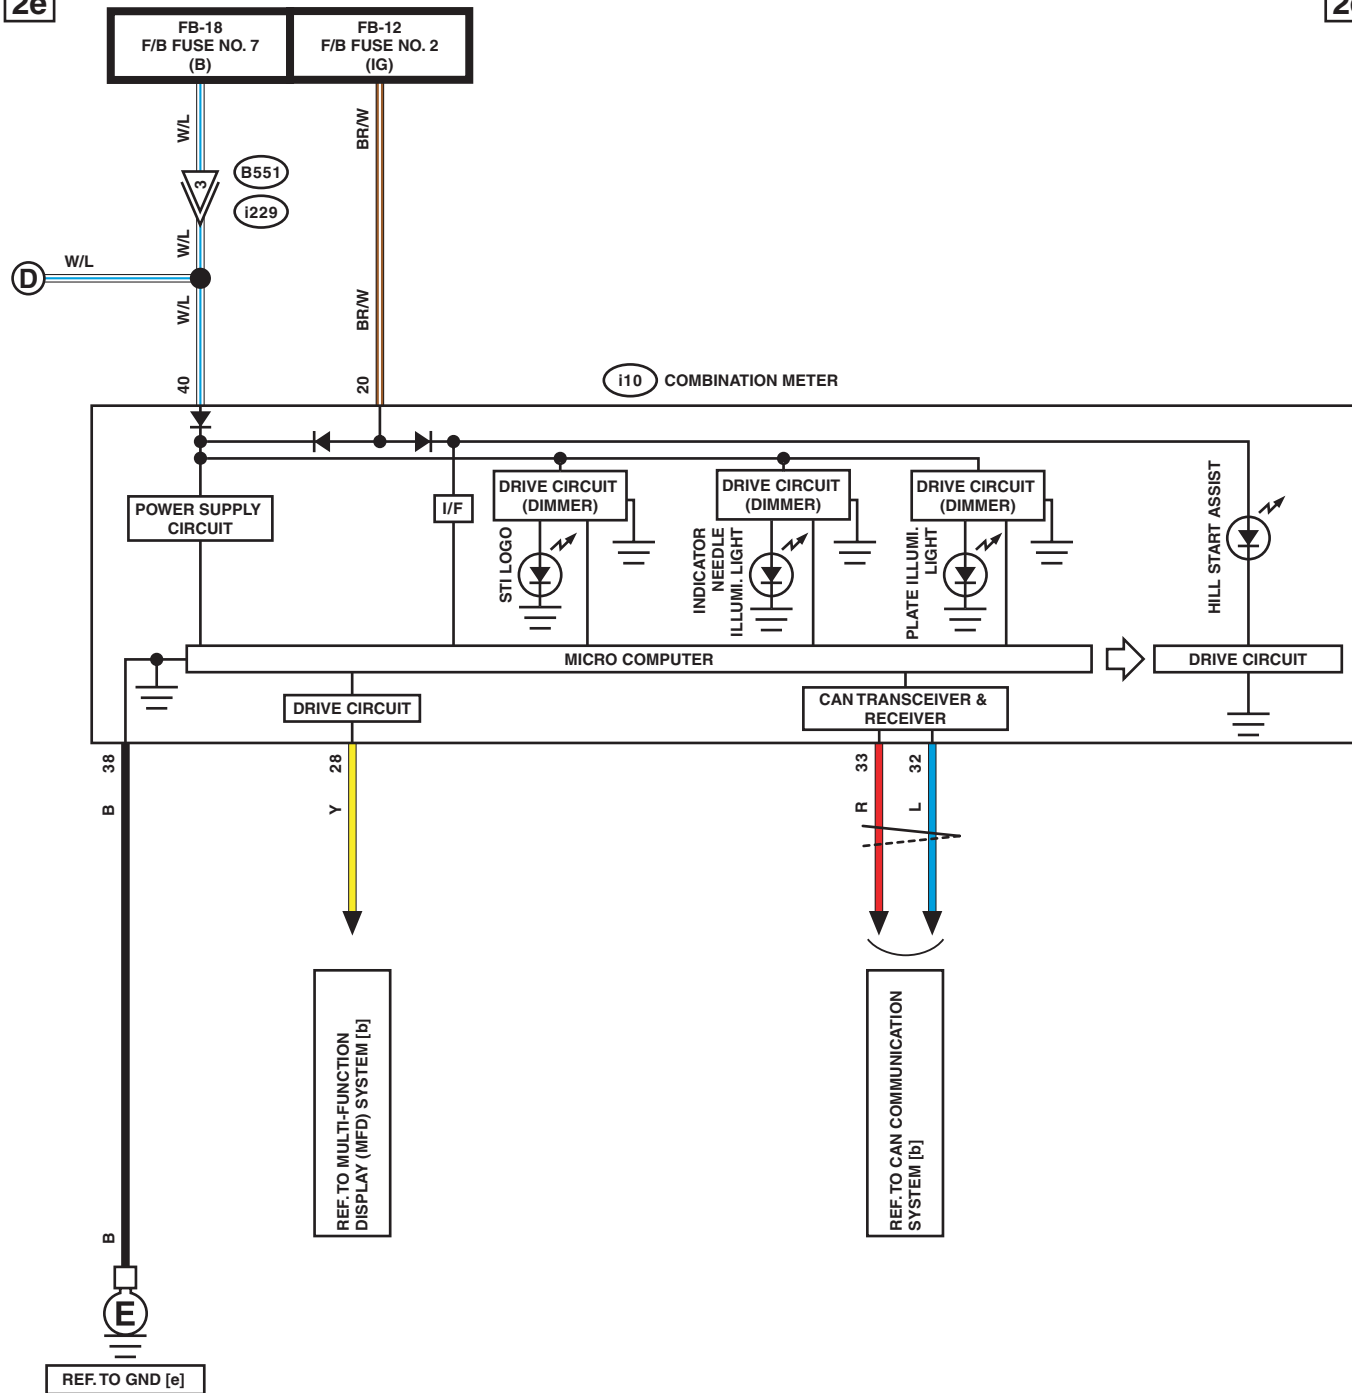 2e
FB-18
F/B FUSE NO. 7
(B)
FB-12
F/B FUSE NO. 2
(IG)
W/L
BR/W
3
B551
i229
W/L
D
W/L
W/L
BR/W
40
20
i10
COMBINATION METER
POWER SUPPLY
CIRCUIT
I/F
DRIVE CIRCUIT
(DIMMER)
STI LOGO
DRIVE CIRCUIT
(DIMMER)
INDICATOR
NEEDLE
ILLUMI. LIGHT
DRIVE CIRCUIT
(DIMMER)
PLATE ILLUMI.
LIGHT
HILL START ASSIST
MICRO COMPUTER
DRIVE CIRCUIT
DRIVE CIRCUIT
CAN TRANSCEIVER &
RECEIVER
38
28
33
32
B
Y
R
L
REF. TO MULTI-FUNCTION
DISPLAY (MFD) SYSTEM [b]
REF. TO CAN COMMUNICATION
SYSTEM [b]
B
E
REF. TO GND [e]